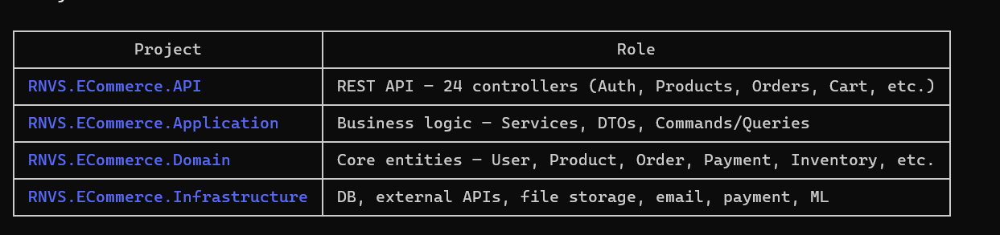 Project Role
RNVS.ECommerce.API REST API — 24 controllers (Auth, Products, Orders, Cart, etc.)
RNVS.ECommerce.Application Business logic — Services, DTOs, Commands/Queries
RNVS.ECommerce.Domain Core entities — User, Product, Order, Payment, Inventory, etc.
RNVS.ECommerce.Infrastructure DB, external APIs, file storage, email, payment, ML